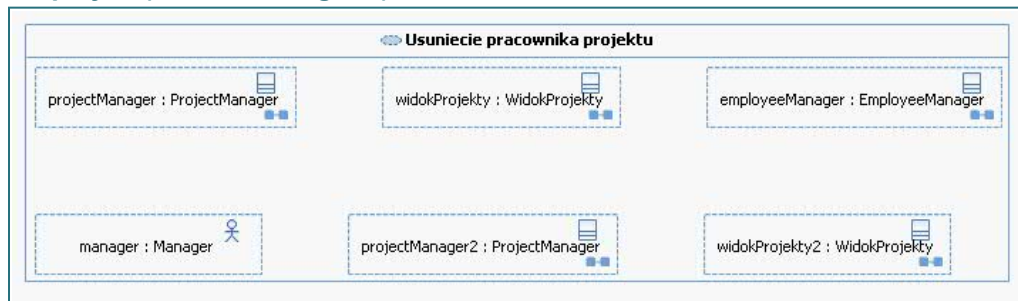 Usuniecie pracownika projektu
projectManager : ProjectManager
widokProjekty : WidokProjekty
employeeManager : EmployeeManager
manager : Manager
projectManager2 : ProjectManager
widokProjekty2 : WidokProjekty